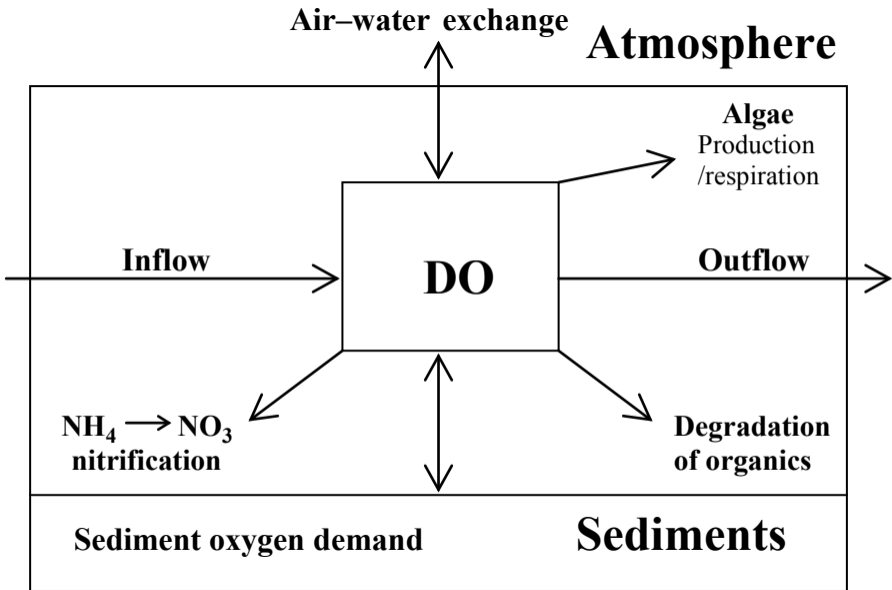 Air–water exchange
Atmosphere
Algae
Production
/respiration
Inflow
DO
Outflow
NH₄ ⟶ NO₃
nitrification
Degradation
of organics
Sediment oxygen demand
Sediments